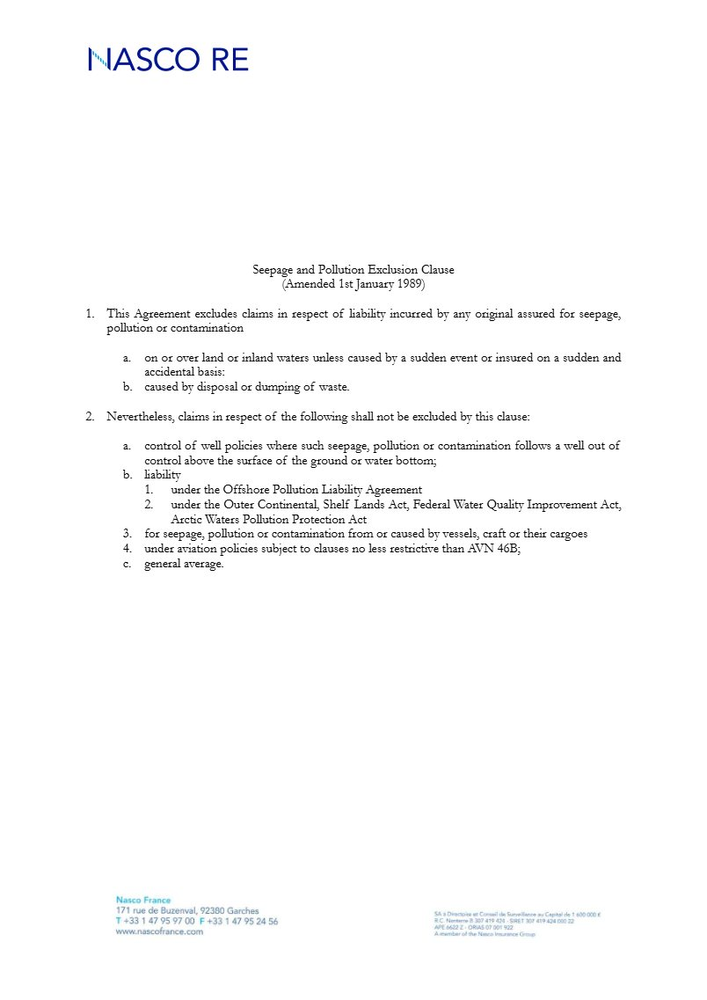 NASCO RE
Seepage and Pollution Exclusion Clause
(Amended 1st January 1989)
1. This Agreement excludes claims in respect of liability incurred by any original assured for seepage,
pollution or contamination
a. on or over land or inland waters unless caused by a sudden event or insured on a sudden and
accidental basis:
b. caused by disposal or dumping of waste.
2. Nevertheless, claims in respect of the following shall not be excluded by this clause:
a. control of well policies where such seepage, pollution or contamination follows a well out of
control above the surface of the ground or water bottom;
b. liability
1. under the Offshore Pollution Liability Agreement
2. under the Outer Continental, Shelf Lands Act, Federal Water Quality Improvement Act,
Arctic Waters Pollution Protection Act
3. for seepage, pollution or contamination from or caused by vessels, craft or their cargoes
4. under aviation policies subject to clauses no less restrictive than AVN 46B;
c. general average.
Nasco France
171 rue de Buzenval, 92380 Garches
T +33 1 47 95 97 00 F +33 1 47 95 24 56
www.nascofrance.com
SA à Directoire et Conseil de Surveillance au Capital de 1 600 000 €
R.C. Nanterre B 307 419 424 - SIRET 307 419 424 000 22
APE 6622 Z - ORIAS 07 001 922
A member of the Nasco Insurance Group